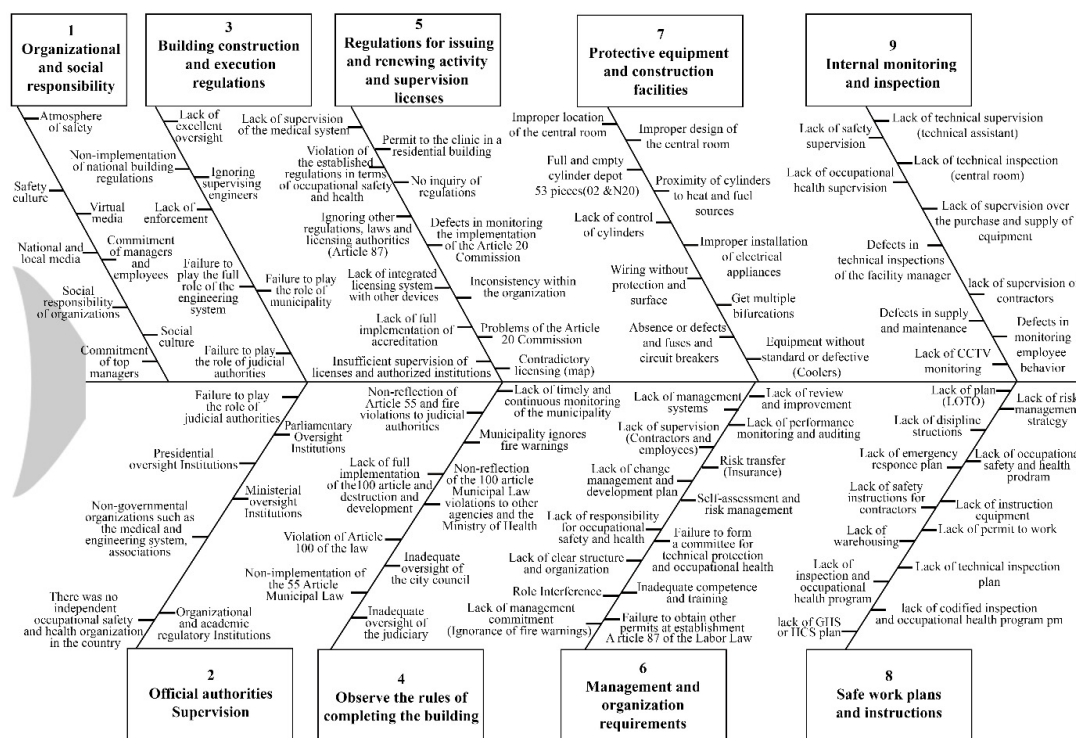 1
Organizational
and social
responsibility
3
Building construction
and execution
regulations
5
Regulations for issuing
and renewing activity
and supervision
licenses
7
Protective equipment
and construction
facilities
9
Internal monitoring
and inspection
Atmosphere
of safety
Safety
culture
Virtual
media
National and
local media
Commitment
of managers
and
employees
Social
responsibility
of organizations
Social
culture
Commitment
of top
managers
Lack of
excellent
oversight
Non-implementation
of national building
regulations
Ignoring
supervising
engineers
Lack of
enforcement
Failure to
play the full
role of the
engineering
system
Failure to play
the role of
municipality
Failure to play
the role of judicial
authorities
Lack of supervision
of the medical system
Permit to the clinic in a
residential building
Violation of
the established
regulations in terms
of occupational safety
and health
No inquiry of
regulations
Ignoring other
regulations, laws and
licensing authorities
(Article 87)
Defects in monitoring
the implementation
of the Article 20
Commission
Lack of integrated
licensing system
with other devices
Inconsistency within
the organization
Lack of full
implementation of
accreditation
Problems of the Article
20 Commission
Insufficient supervision of
licenses and authorized institutions
Contradictory
licensing (map)
Improper location
of the central room
Improper design of
the central room
Full and empty
cylinder depot
53 pieces(02 &N20)
Proximity of cylinders
to heat and fuel
sources
Lack of control
of cylinders
Improper installation
of electrical
appliances
Wiring without
protection and
surface
Get multiple
bifurcations
Absence or defects
and fuses and
circuit breakers
Equipment without
standard or defective
(Coolers)
Lack of technical supervision
(technical assistant)
Lack of safety
supervision
Lack of technical inspection
(central room)
Lack of occupational
health supervision
Lack of supervision over
the purchase and supply of
equipment
Defects in
technical inspections
of the facility manager
lack of supervision of
contractors
Defects in supply
and maintenance
Defects in
monitoring
employee
behavior
Lack of CCTV
monitoring
Failure to play
the role of
judicial authorities
Parliamentary
Oversight
Institutions
Presidential
oversight Institutions
Ministerial
oversight
Institutions
Non-governmental
organizations such as
the medical and
engineering system,
associations
There was no
independent
occupational safety
and health organization
in the country
Organizational
and academic
regulatory Institutions
Non-reflection of
Article 55 and fire
violations to judicial
authorities
Lack of timely and
continuous monitoring
of the municipality
Municipality ignores
fire warnings
Lack of full
implementation
of the100 article and
destruction and
development
Non-reflection
of the 100 article
Municipal Law
violations to other
agencies and the
Ministry of Health
Violation of Article
100 of the law
Inadequate
oversight of
the city council
Non-implementation
of the 55 Article
Municipal Law
Inadequate
oversight of
the judiciary
Lack of management
systems
Lack of review
and improvement
Lack of supervision
(Contractors and
employees)
Lack of performance
monitoring and auditing
Risk transfer
(Insurance)
Lack of change
management and
development plan
Self-assessment and
risk management
Lack of responsibility
for occupational
safety and health
Failure to form
a committee for
technical protection
and occupational health
Lack of clear structure
and organization
Role Interference
Inadequate competence
and training
Lack of management
commitment
(Ignorance of fire warnings)
Failure to obtain other
permits at establishment
A rticle 87 of the Labor Law
Lack of plan
(LOTO)
Lack of risk
management
strategy
Lack of disipline
structions
Lack of emergency
responce plan
Lack of occupational
safety and health
prodram
Lack of safety
instructions for
contractors
Lack of instruction
equipment
Lack of
warehousing
Lack of permit to work
Lack of
inspection and
occupational
health program
Lack of technical inspection
plan
lack of codified inspection
and occupational health program pm
lack of GHS
or HCS plan
2
Official authorities
Supervision
4
Observe the rules of
completing the building
6
Management and
organization
requirements
8
Safe work plans
and instructions